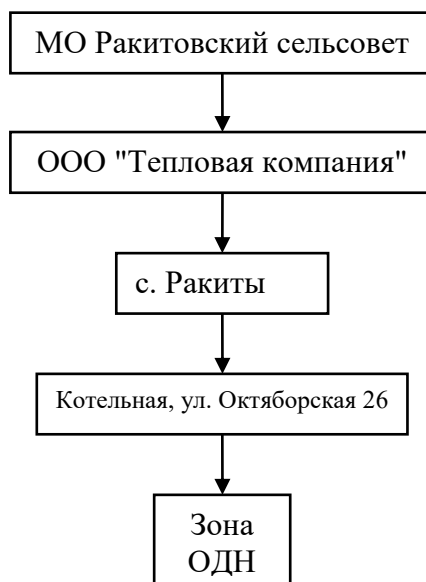 МО Ракитовский сельсовет
ООО "Тепловая компания"
с. Ракиты
Котельная, ул. Октяборская 26
Зона
ОДН